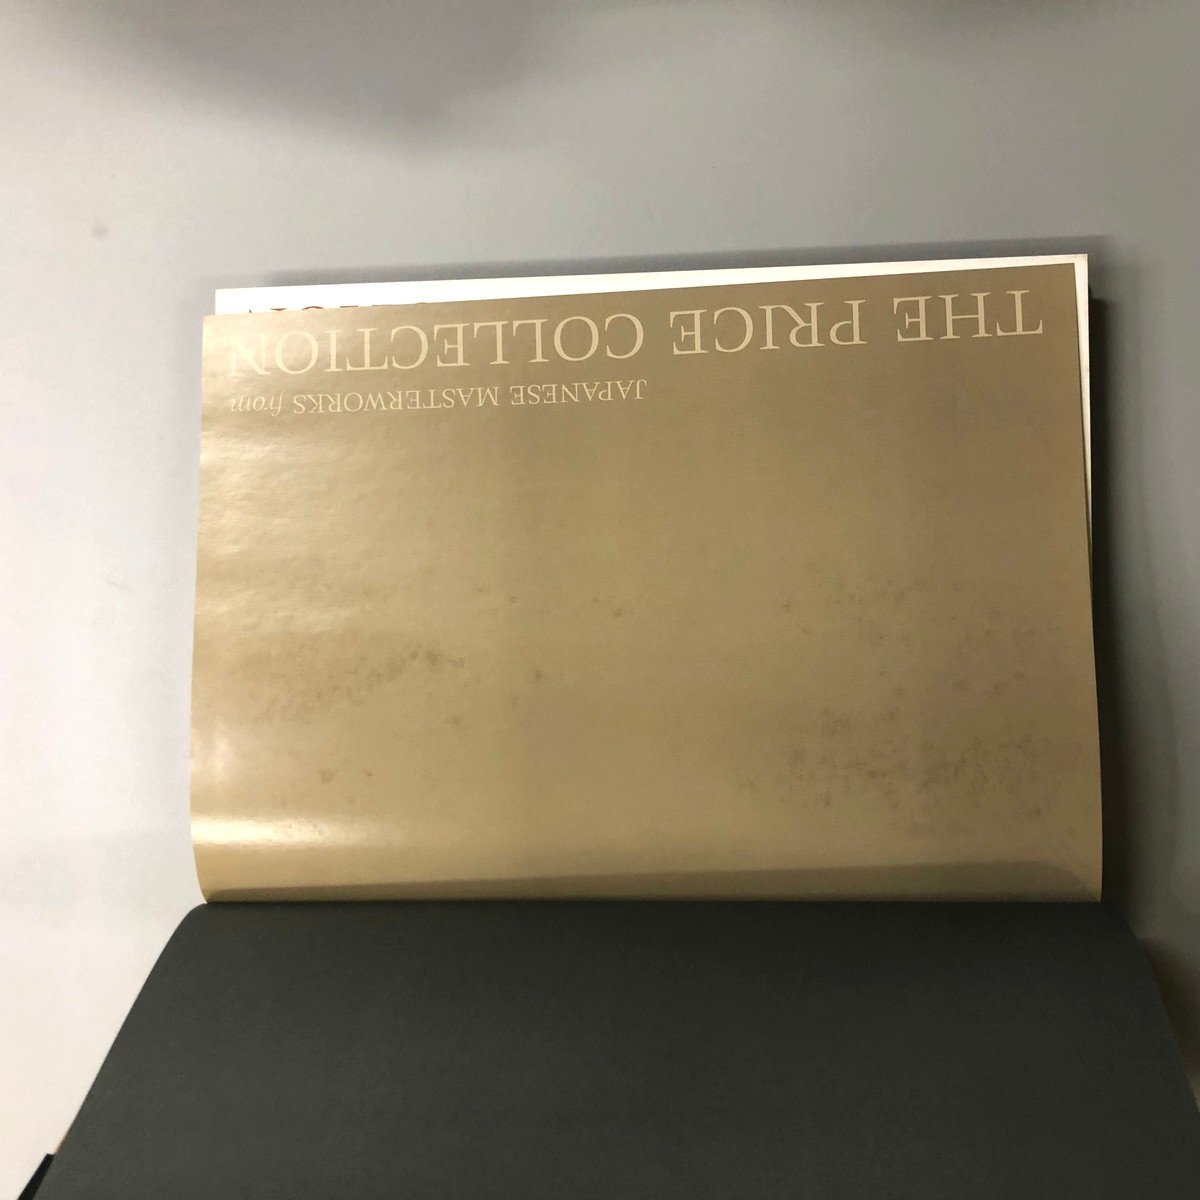 JAPANESE MASTERWORKS from
THE PRICE COLLECTION